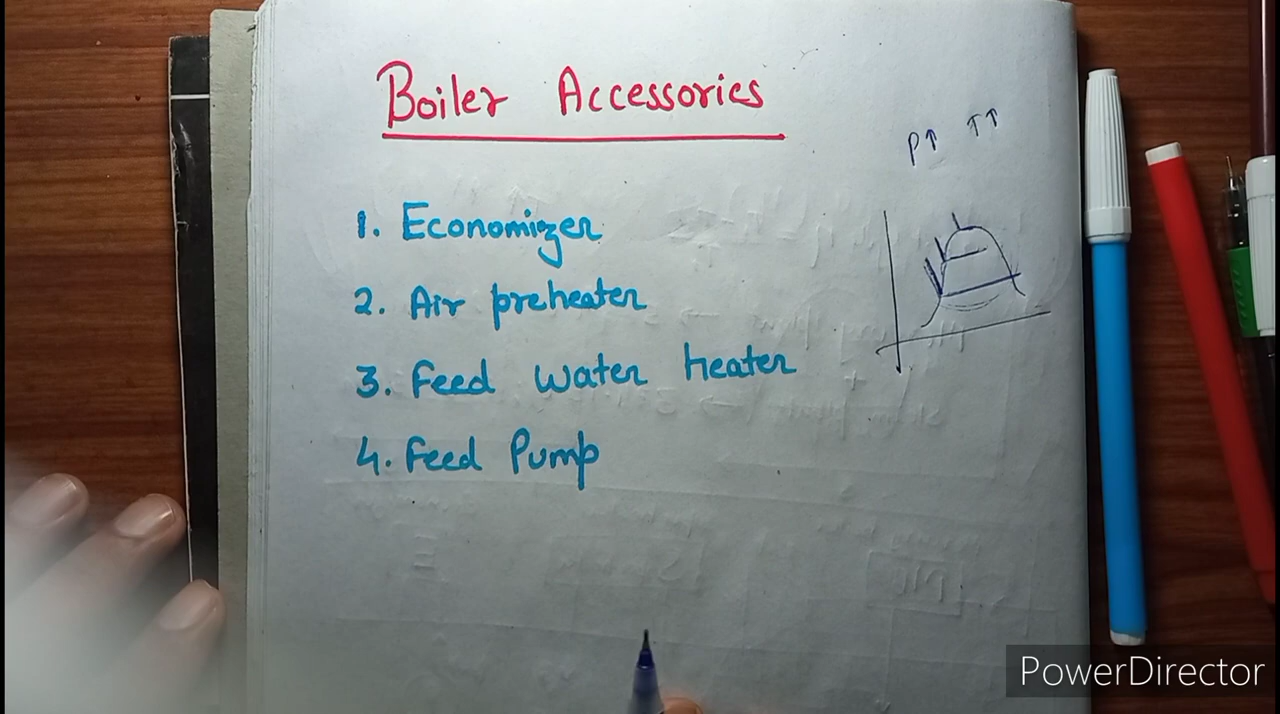 Boiler Accessories
P↑ T↑↑
1. Economizer
2. Air preheater
3. Feed water heater
4. Feed Pump
PowerDirector